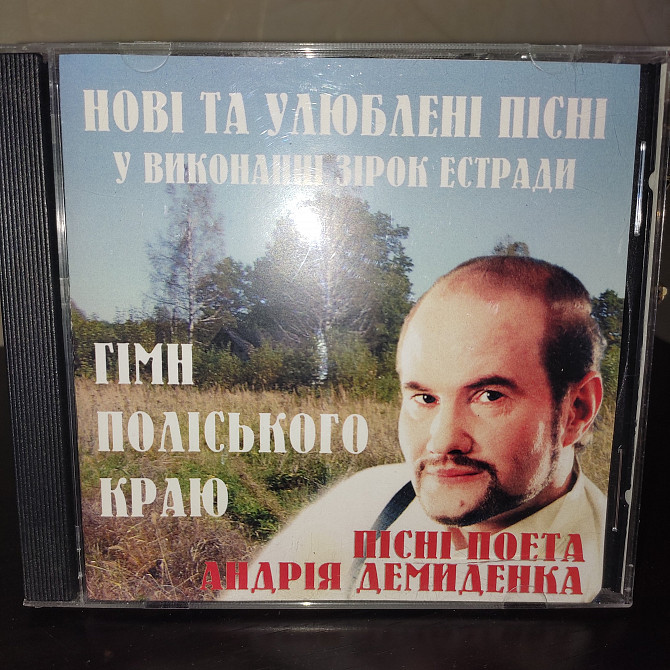 НОВІ ТА УЛЮБЛЕНІ ПІСНІ
У ВИКОНАННІ ЗІРОК ЕСТРАДИ
ГІМН
ПОЛІСЬКОГО
КРАЮ
ПІСНІ ПОЕТА
АНДРІЯ ДЕМИДЕНКА